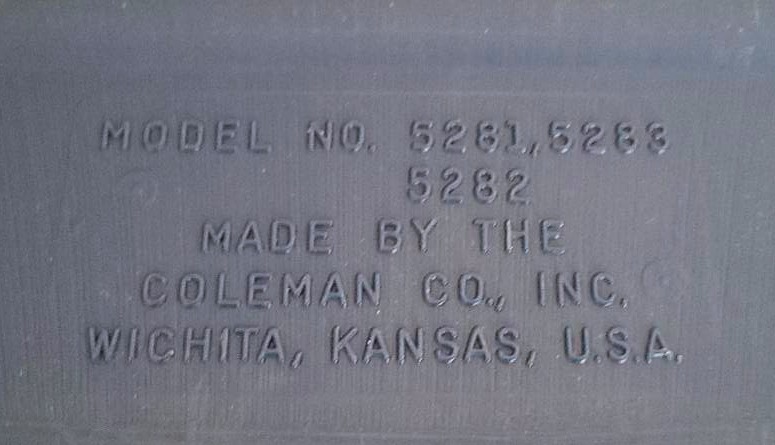 MODEL NO. 5281,5283
5282
MADE BY THE
COLEMAN CO., INC.
WICHITA, KANSAS, U.S.A.